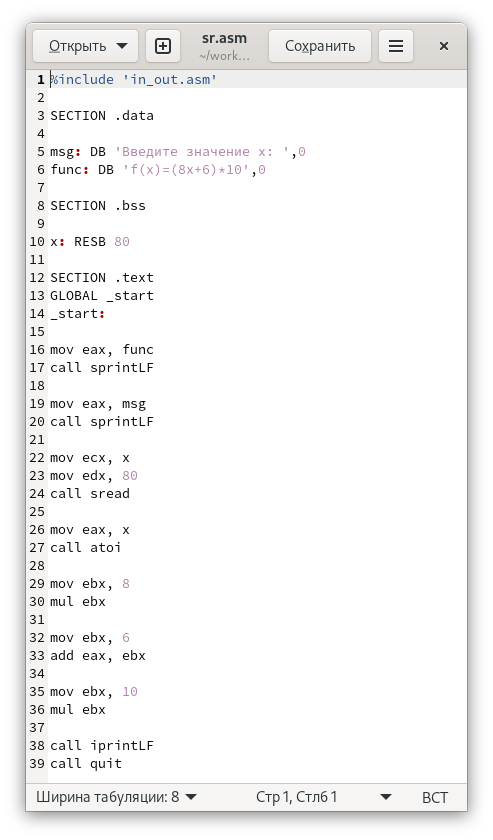 Открыть
sr.asm
~/work…
Сохранить
1 %include 'in_out.asm'
2
3 SECTION .data
4
5 msg: DB 'Введите значение x: ',0
6 func: DB 'f(x)=(8x+6)*10',0
7
8 SECTION .bss
9
10 x: RESB 80
11
12 SECTION .text
13 GLOBAL _start
14 _start:
15
16 mov eax, func
17 call sprintLF
18
19 mov eax, msg
20 call sprintLF
21
22 mov ecx, x
23 mov edx, 80
24 call sread
25
26 mov eax, x
27 call atoi
28
29 mov ebx, 8
30 mul ebx
31
32 mov ebx, 6
33 add eax, ebx
34
35 mov ebx, 10
36 mul ebx
37
38 call iprintLF
39 call quit
Ширина табуляции: 8 Стр 1, Стлб 1 ВСТ